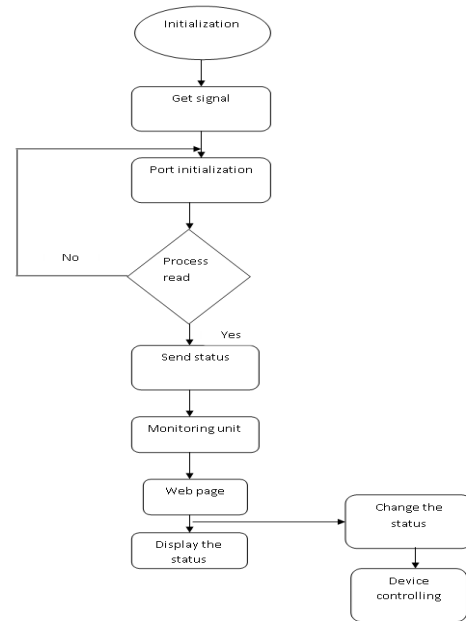 Initialization
Get signal
Port initialization
Process
read
No
Yes
Send status
Monitoring unit
Web page
Display the
status
Change the
status
Device
controlling